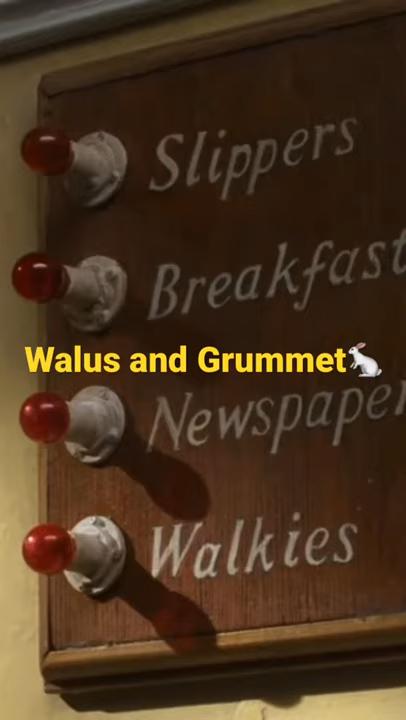 Slippers
Breakfast
Walus and Grummet🐇
Newspaper
Walkies